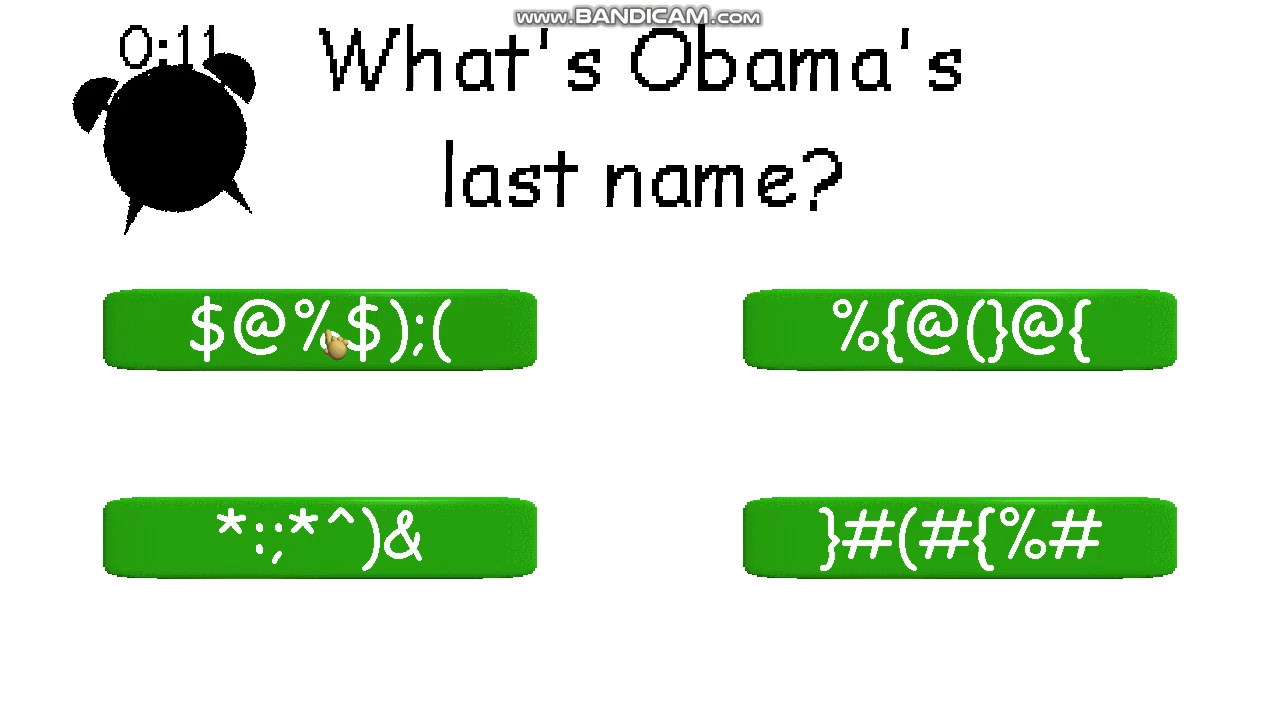 www.BANDICAM.com
0:11
What's Obama's
last name?
$@%$);(
%{@(}@{
*:;*^)&
}#(#{%#